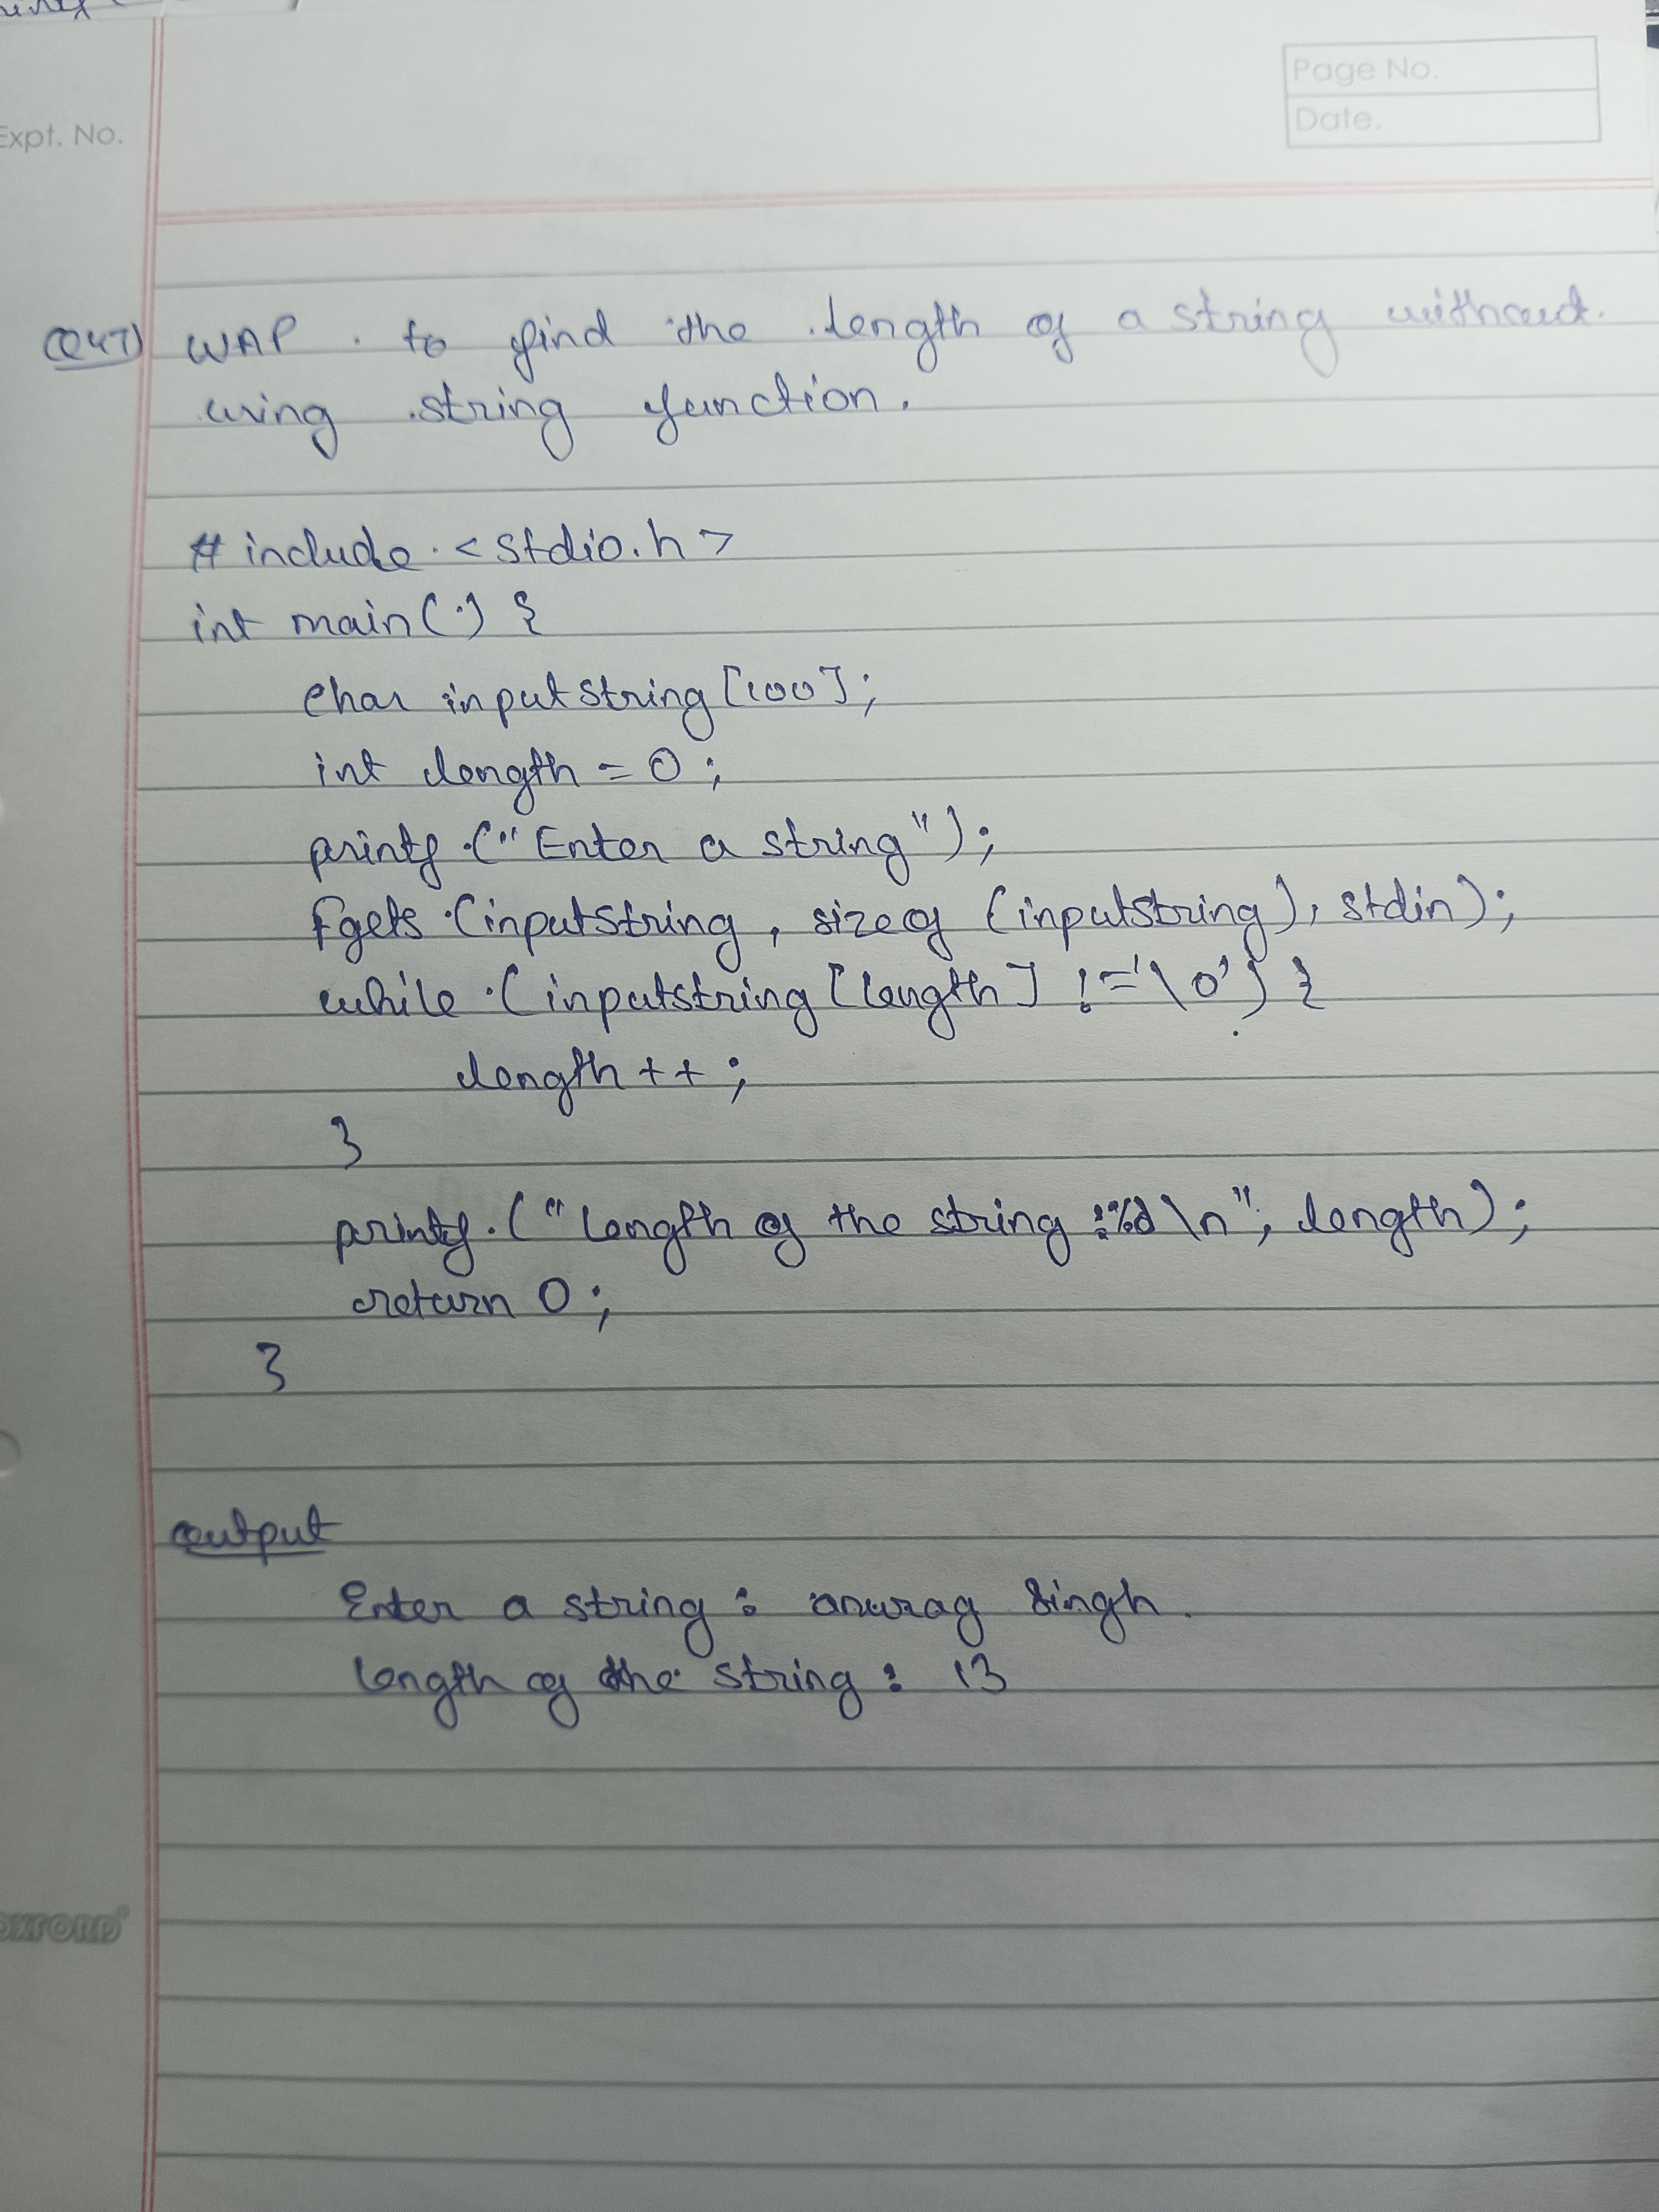 Page No.
Date.
Expt. No.
Q47) WAP to find the length of a string without
using string function.
# include <stdio.h>
int main() {
char inputstring[100];
int length = 0;
printf ("Enter a string");
fgets (inputstring, sizeof (inputstring), stdin);
while (inputstring [length] != '\0') {
length ++;
}
printf ("length of the string :%d \n", length);
return 0;
}
output
Enter a string : anurag Singh
length of the string : 13
OXFORD